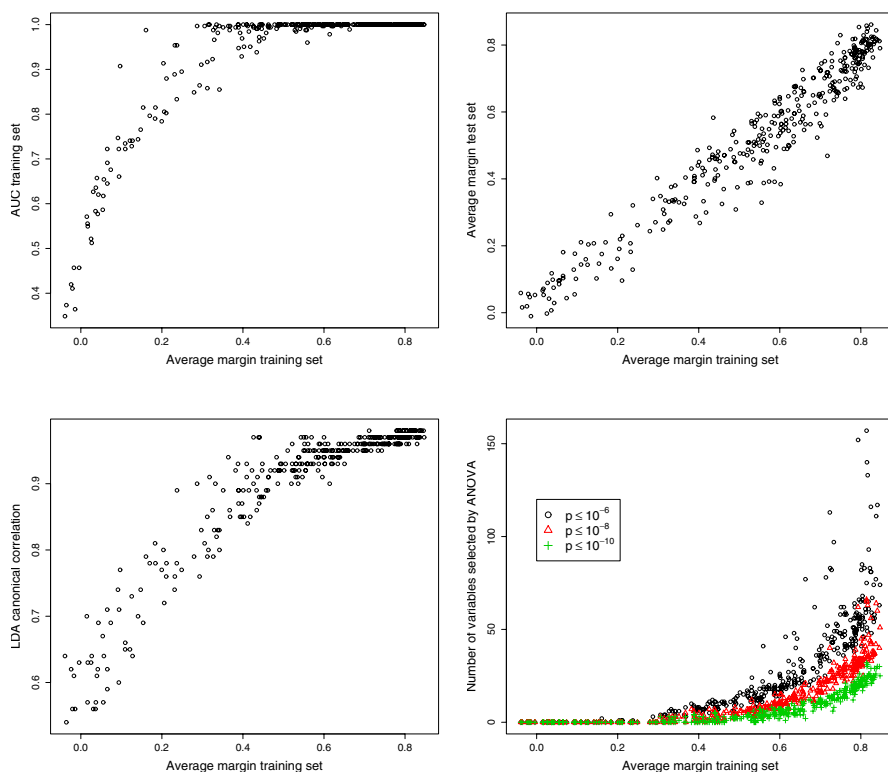 1.0
0.9
0.8
0.7
0.6
0.5
0.4
AUC training set
0.0 0.2 0.4 0.6 0.8
Average margin training set
0.8
0.6
0.4
0.2
0.0
Average margin test set
0.0 0.2 0.4 0.6 0.8
Average margin training set
0.9
0.8
0.7
0.6
LDA canonical correlation
0.0 0.2 0.4 0.6 0.8
Average margin training set
150
100
50
0
Number of variables selected by ANOVA
p ≤ 10⁻⁶
p ≤ 10⁻⁸
p ≤ 10⁻¹⁰
0.0 0.2 0.4 0.6 0.8
Average margin training set